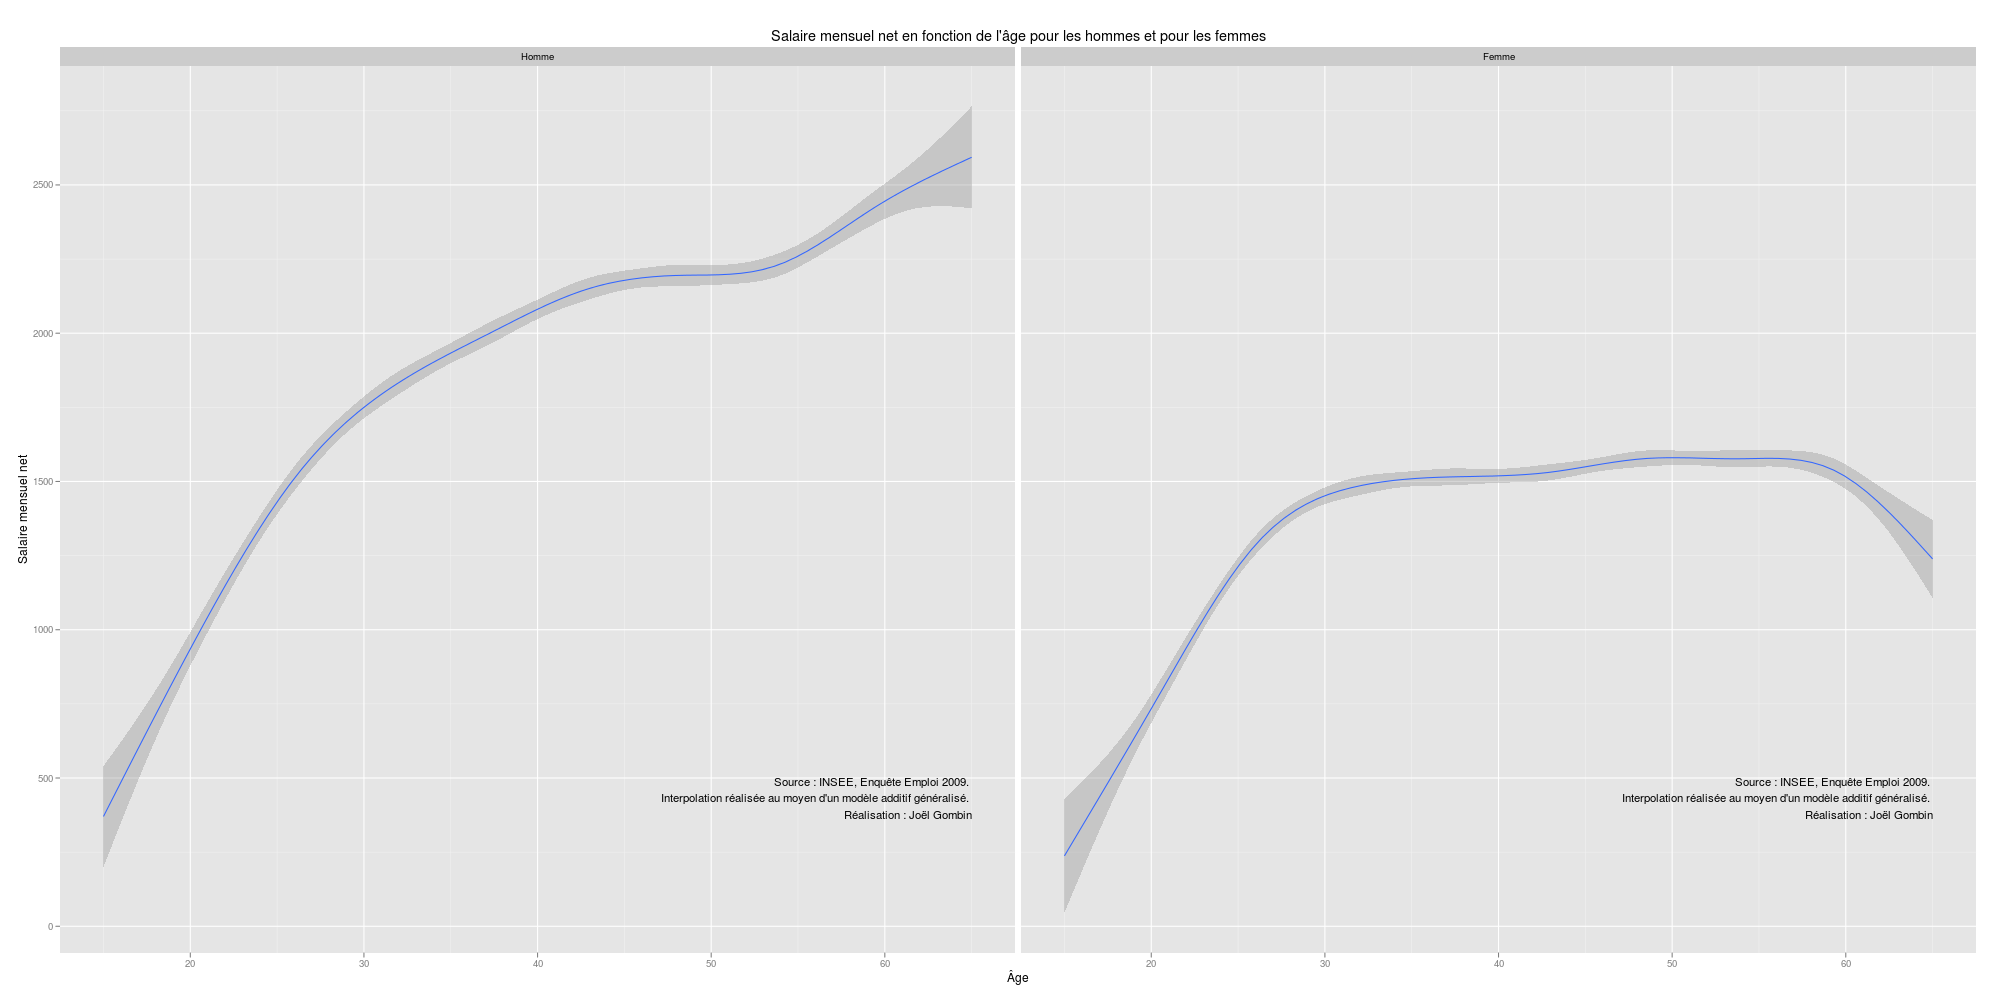 Salaire mensuel net en fonction de l'âge pour les hommes et pour les femmes
Homme
Femme
Salaire mensuel net
2500
2000
1500
1000
500
0
Source : INSEE, Enquête Emploi 2009.
Interpolation réalisée au moyen d'un modèle additif généralisé.
Réalisation : Joël Gombin
Source : INSEE, Enquête Emploi 2009.
Interpolation réalisée au moyen d'un modèle additif généralisé.
Réalisation : Joël Gombin
20 30 40 50 60
20 30 40 50 60
Âge